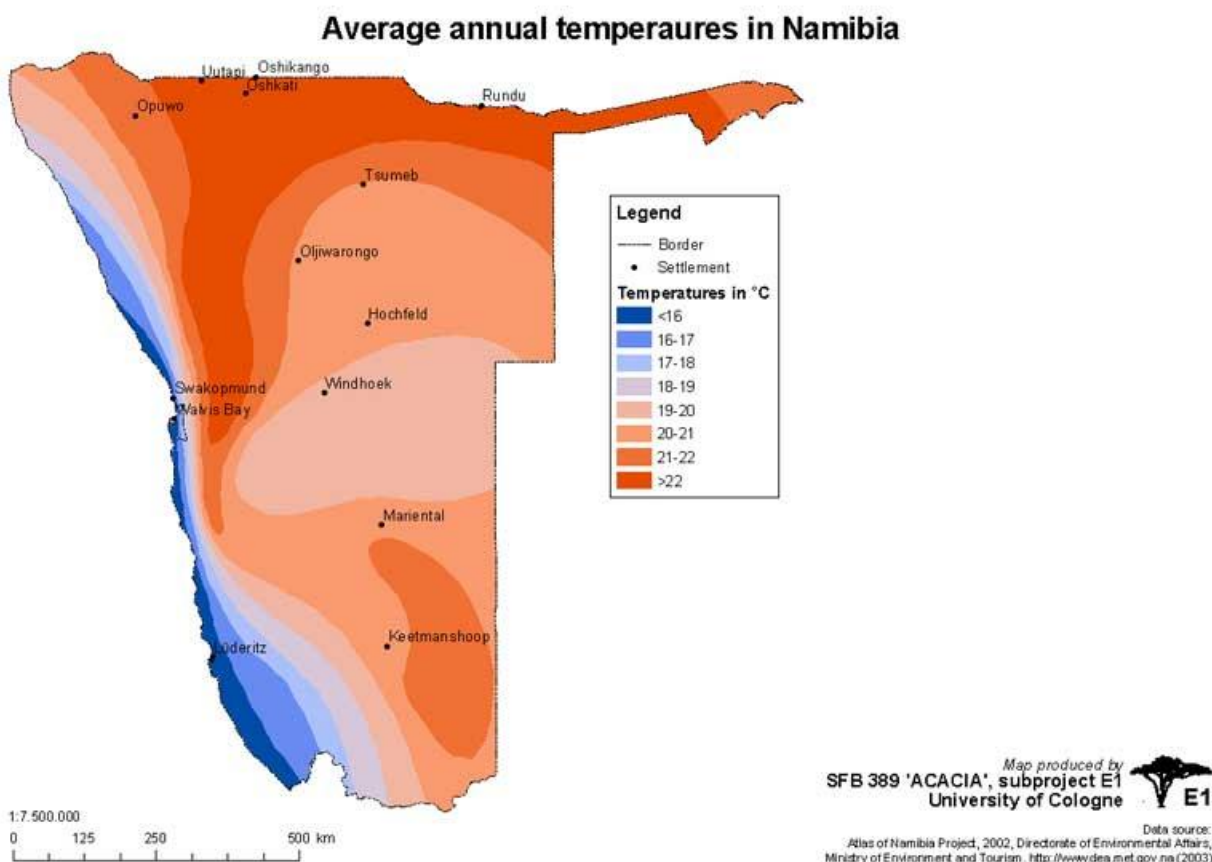 Average annual temperaures in Namibia
Oshikango
Uutapi
Oshkati
Opuwo
Rundu
Tsumeb
Oljiwarongo
Hochfeld
Windhoek
Swakopmund
Walvis Bay
Mariental
Keetmanshoop
Lüderitz
Legend
Border
Settlement
Temperatures in °C
<16
16-17
17-18
18-19
19-20
20-21
21-22
>22
1:7.500.000
0 125 250 500 km
Map produced by
SFB 389 'ACACIA', subproject E1
University of Cologne
E1
Data source:
Atlas of Namibia Project, 2002, Directorate of Environmental Affairs,
Ministry of Environment and Tourism, http://www.dea.met.gov.na (2003)